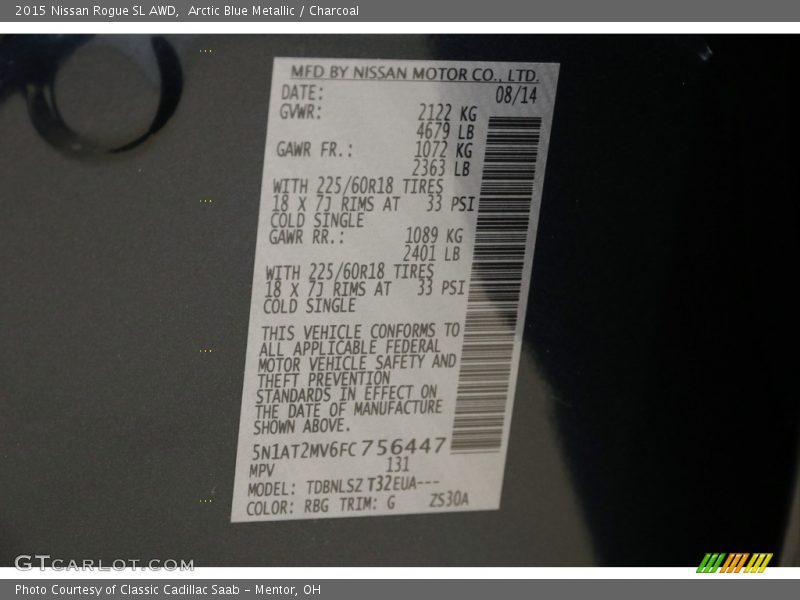 2015 Nissan Rogue SL AWD,  Arctic Blue Metallic / Charcoal
MFD BY NISSAN MOTOR CO., LTD.
DATE: 08/14
GVWR: 2122 KG
4679 LB
GAWR FR.: 1072 KG
2363 LB
WITH 225/60R18 TIRES
18 X 7J RIMS AT 33 PSI
COLD SINGLE
GAWR RR.: 1089 KG
2401 LB
WITH 225/60R18 TIRES
18 X 7J RIMS AT 33 PSI
COLD SINGLE
THIS VEHICLE CONFORMS TO
ALL APPLICABLE FEDERAL
MOTOR VEHICLE SAFETY AND
THEFT PREVENTION
STANDARDS IN EFFECT ON
THE DATE OF MANUFACTURE
SHOWN ABOVE.
5N1AT2MV6FC756447
MPV 131
MODEL: TDBNLSZ T32EUA---
COLOR: RBG TRIM: G ZS30A
GTCARLOT.COM
Photo Courtesy of Classic Cadillac Saab - Mentor, OH